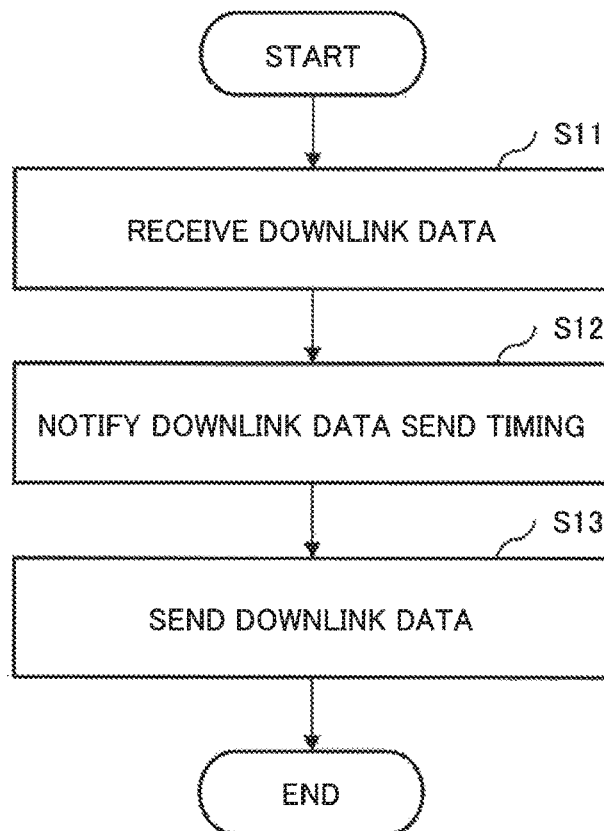 START
S11
RECEIVE DOWNLINK DATA
S12
NOTIFY DOWNLINK DATA SEND TIMING
S13
SEND DOWNLINK DATA
END